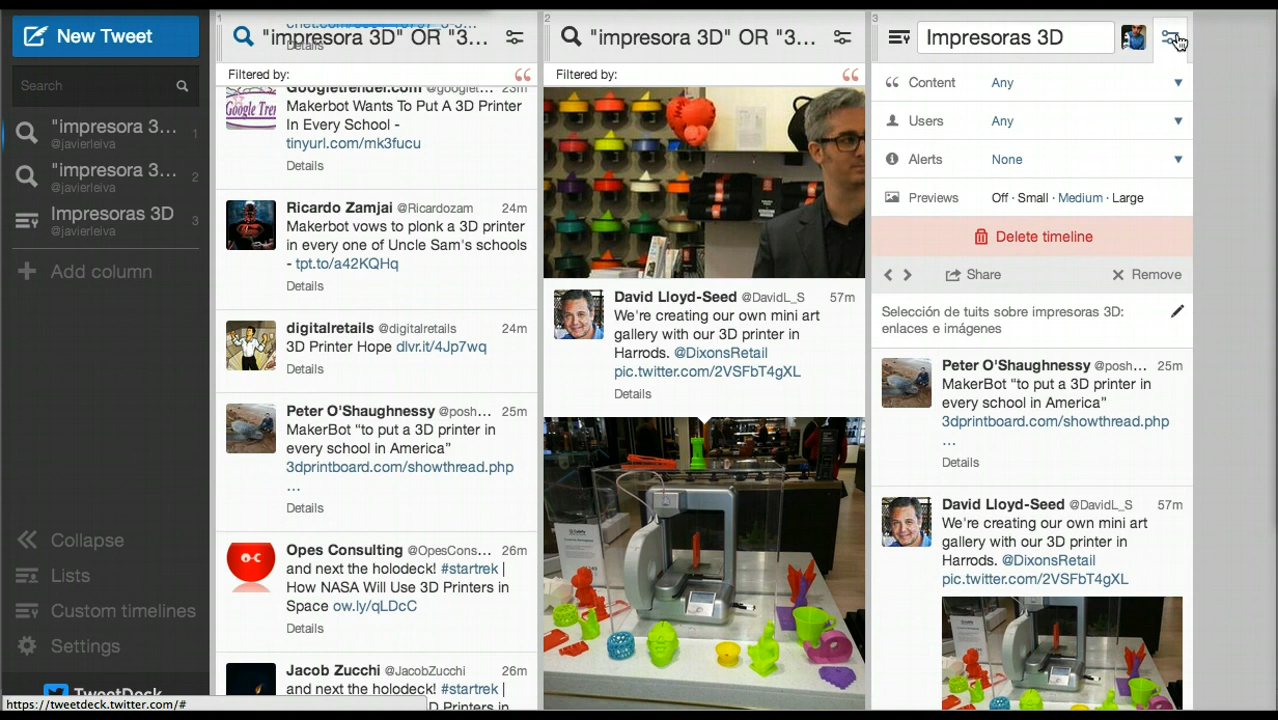 New Tweet
Search
"impresora 3... 1
@javierleiva
"impresora 3... 2
@javierleiva
Impresoras 3D 3
@javierleiva
Add column
Collapse
Lists
Custom timelines
Settings
TweetDeck
https://tweetdeck.twitter.com/#
1
Details
"impresora 3D" OR "3...
Filtered by:
Googletrender.com @googlet... 23m
Makerbot Wants To Put A 3D Printer
In Every School -
tinyurl.com/mk3fucu
Details
Ricardo Zamjai @Ricardozam 24m
Makerbot vows to plonk a 3D printer
in every one of Uncle Sam's schools
- tpt.to/a42KQHq
Details
digitalretails @digitalretails 24m
3D Printer Hope dlvr.it/4Jp7wq
Details
Peter O'Shaughnessy @posh... 25m
MakerBot “to put a 3D printer in
every school in America”
3dprintboard.com/showthread.php
...
Details
Opes Consulting @OpesCons... 26m
and next the holodeck! #startrek |
How NASA Will Use 3D Printers in
Space ow.ly/qLDcC
Details
Jacob Zucchi @JacobZucchi 26m
and next the holodeck! #startrek |
D Printers in
2
"impresora 3D" OR "3...
Filtered by:
David Lloyd-Seed @DavidL_S 57m
We're creating our own mini art
gallery with our 3D printer in
Harrods. @DixonsRetail
pic.twitter.com/2VSFbT4gXL
Details
3
Impresoras 3D
Content Any
Users Any
Alerts None
Previews Off · Small · Medium · Large
Delete timeline
Share Remove
Selección de tuits sobre impresoras 3D:
enlaces e imágenes
Peter O'Shaughnessy @posh... 25m
MakerBot “to put a 3D printer in
every school in America”
3dprintboard.com/showthread.php
...
Details
David Lloyd-Seed @DavidL_S 57m
We're creating our own mini art
gallery with our 3D printer in
Harrods. @DixonsRetail
pic.twitter.com/2VSFbT4gXL